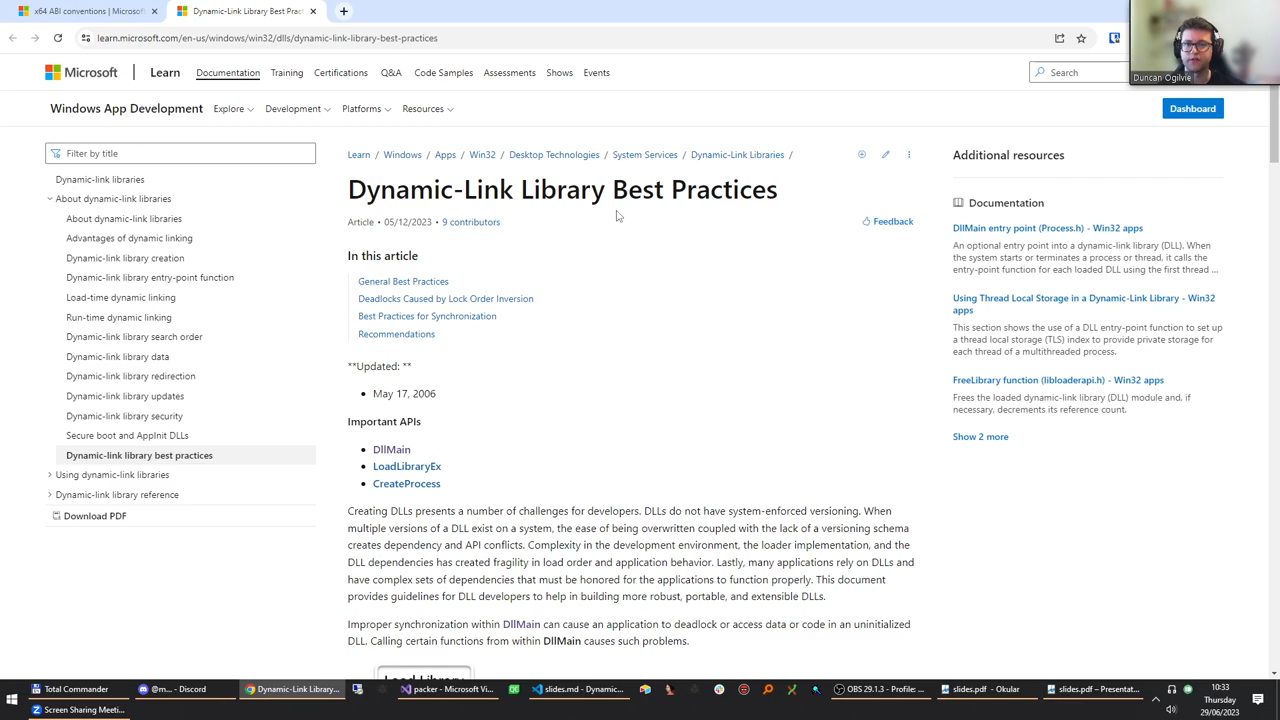 x64 ABI conventions | Microsoft
Dynamic-Link Library Best Pract
learn.microsoft.com/en-us/windows/win32/dlls/dynamic-link-library-best-practices
Duncan Ogilvie
Microsoft
Learn
Documentation
Training
Certifications
Q&A
Code Samples
Assessments
Shows
Events
Search
Windows App Development
Explore
Development
Platforms
Resources
Dashboard
Filter by title
Dynamic-link libraries
About dynamic-link libraries
About dynamic-link libraries
Advantages of dynamic linking
Dynamic-link library creation
Dynamic-link library entry-point function
Load-time dynamic linking
Run-time dynamic linking
Dynamic-link library search order
Dynamic-link library data
Dynamic-link library redirection
Dynamic-link library updates
Dynamic-link library security
Secure boot and AppInit DLLs
Dynamic-link library best practices
Using dynamic-link libraries
Dynamic-link library reference
Download PDF
Learn / Windows / Apps / Win32 / Desktop Technologies / System Services / Dynamic-Link Libraries /
Dynamic-Link Library Best Practices
Article • 05/12/2023 • 9 contributors
Feedback
In this article
General Best Practices
Deadlocks Caused by Lock Order Inversion
Best Practices for Synchronization
Recommendations
**Updated: **
• May 17, 2006
Important APIs
• DllMain
• LoadLibraryEx
• CreateProcess
Creating DLLs presents a number of challenges for developers. DLLs do not have system-enforced versioning. When
multiple versions of a DLL exist on a system, the ease of being overwritten coupled with the lack of a versioning schema
creates dependency and API conflicts. Complexity in the development environment, the loader implementation, and the
DLL dependencies has created fragility in load order and application behavior. Lastly, many applications rely on DLLs and
have complex sets of dependencies that must be honored for the applications to function properly. This document
provides guidelines for DLL developers to help in building more robust, portable, and extensible DLLs.
Improper synchronization within DllMain can cause an application to deadlock or access data or code in an uninitialized
DLL. Calling certain functions from within DllMain causes such problems.
Load Library
Additional resources
Documentation
DllMain entry point (Process.h) - Win32 apps
An optional entry point into a dynamic-link library (DLL). When
the system starts or terminates a process or thread, it calls the
entry-point function for each loaded DLL using the first thread ...
Using Thread Local Storage in a Dynamic-Link Library - Win32
apps
This section shows the use of a DLL entry-point function to set up
a thread local storage (TLS) index to provide private storage for
each thread of a multithreaded process.
FreeLibrary function (libloaderapi.h) - Win32 apps
Frees the loaded dynamic-link library (DLL) module and, if
necessary, decrements its reference count.
Show 2 more
Total Commander
@m... - Discord
Dynamic-Link Library...
packer - Microsoft Vi...
slides.md - Dynamic...
OBS 29.1.3 - Profile: ...
slides.pdf - Okular
slides.pdf - Presentat...
Screen Sharing Meeti...
10:33
Thursday
29/06/2023